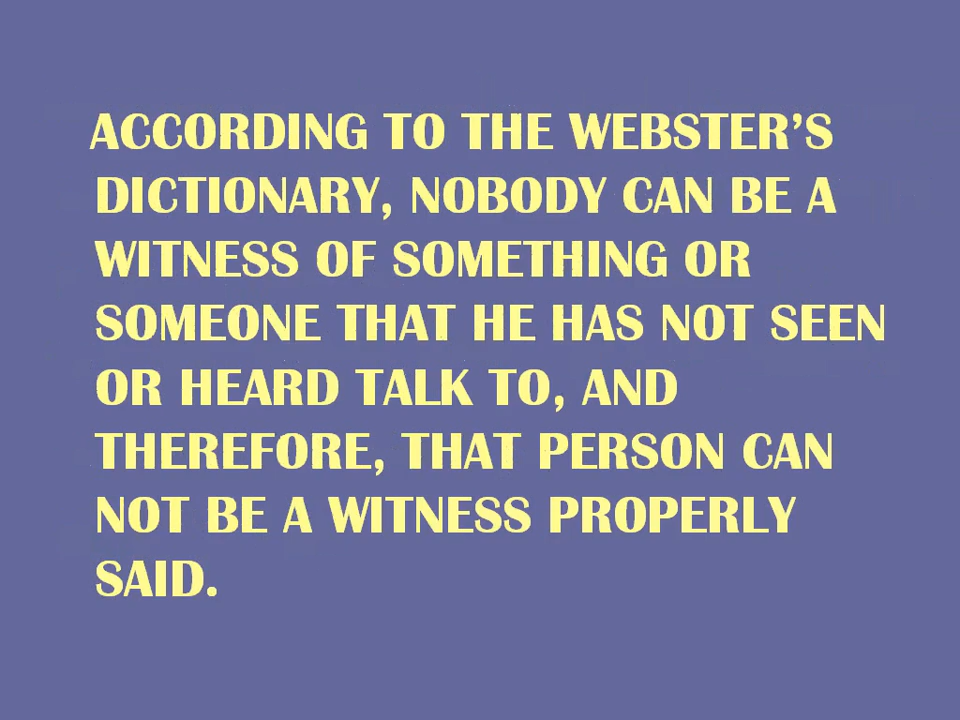 ACCORDING TO THE WEBSTER’S
DICTIONARY, NOBODY CAN BE A
WITNESS OF SOMETHING OR
SOMEONE THAT HE HAS NOT SEEN
OR HEARD TALK TO, AND
THEREFORE, THAT PERSON CAN
NOT BE A WITNESS PROPERLY
SAID.